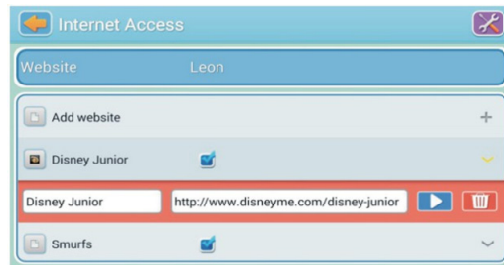 Internet Access
Website Leon
Add website
Disney Junior
Disney Junior http://www.disneyme.com/disney-junior
Smurfs